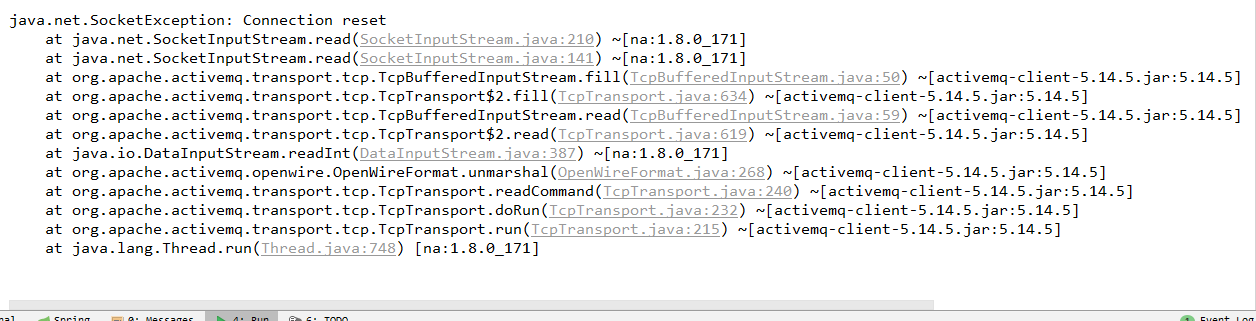 java.net.SocketException: Connection reset
at java.net.SocketInputStream.read(SocketInputStream.java:210) ~[na:1.8.0_171]
at java.net.SocketInputStream.read(SocketInputStream.java:141) ~[na:1.8.0_171]
at org.apache.activemq.transport.tcp.TcpBufferedInputStream.fill(TcpBufferedInputStream.java:50) ~[activemq-client-5.14.5.jar:5.14.5]
at org.apache.activemq.transport.tcp.TcpTransport$2.fill(TcpTransport.java:634) ~[activemq-client-5.14.5.jar:5.14.5]
at org.apache.activemq.transport.tcp.TcpBufferedInputStream.read(TcpBufferedInputStream.java:59) ~[activemq-client-5.14.5.jar:5.14.5]
at org.apache.activemq.transport.tcp.TcpTransport$2.read(TcpTransport.java:619) ~[activemq-client-5.14.5.jar:5.14.5]
at java.io.DataInputStream.readInt(DataInputStream.java:387) ~[na:1.8.0_171]
at org.apache.activemq.openwire.OpenWireFormat.unmarshal(OpenWireFormat.java:268) ~[activemq-client-5.14.5.jar:5.14.5]
at org.apache.activemq.transport.tcp.TcpTransport.readCommand(TcpTransport.java:240) ~[activemq-client-5.14.5.jar:5.14.5]
at org.apache.activemq.transport.tcp.TcpTransport.doRun(TcpTransport.java:232) ~[activemq-client-5.14.5.jar:5.14.5]
at org.apache.activemq.transport.tcp.TcpTransport.run(TcpTransport.java:215) ~[activemq-client-5.14.5.jar:5.14.5]
at java.lang.Thread.run(Thread.java:748) [na:1.8.0_171]
Spring 0: Messages 4: Run 6: TODO Event Log